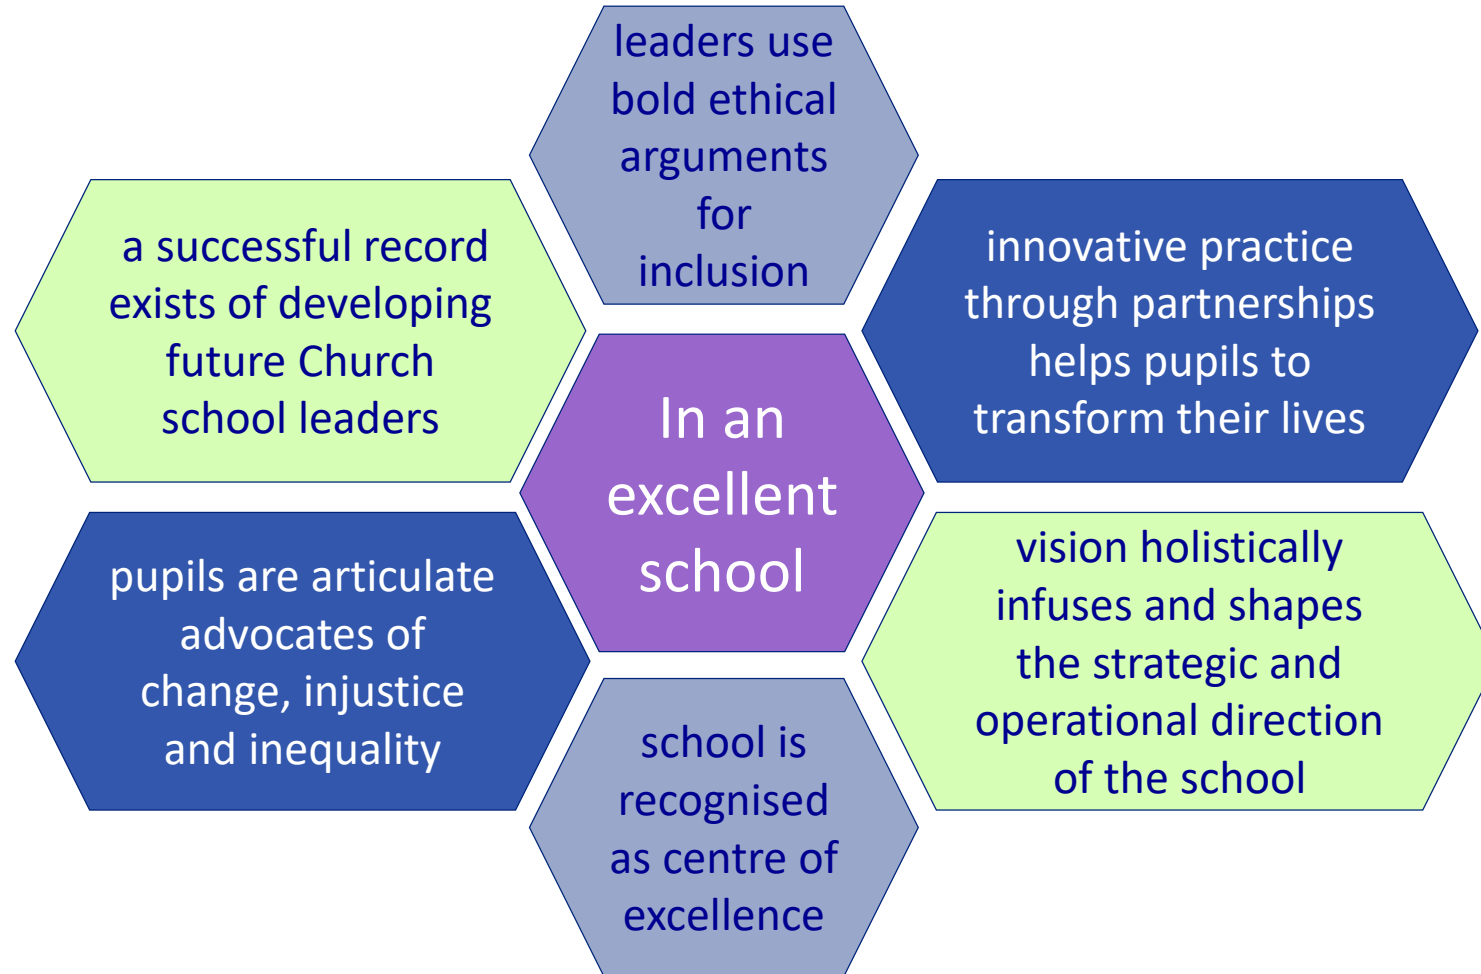 leaders use
bold ethical
arguments
for
inclusion
a successful record
exists of developing
future Church
school leaders
innovative practice
through partnerships
helps pupils to
transform their lives
In an
excellent
school
pupils are articulate
advocates of
change, injustice
and inequality
vision holistically
infuses and shapes
the strategic and
operational direction
of the school
school is
recognised
as centre of
excellence